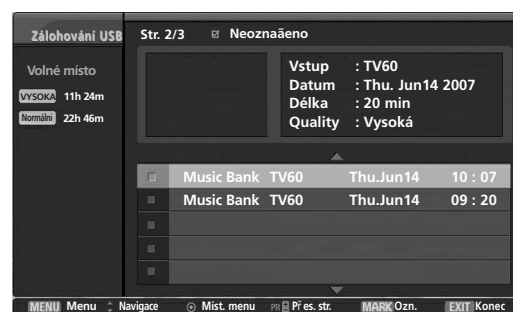 Zálohování USB
Str. 2/3 ☑ Neoznaãeno
Volné místo
VYSOKA 11h 24m
Normální 22h 46m
Vstup : TV60
Datum : Thu. Jun14 2007
Délka : 20 min
Quality : Vysoká
Music Bank TV60 Thu.Jun14 10 : 07
Music Bank TV60 Thu.Jun14 09 : 20
MENU Menu Navigace Míst. menu PR Př es. str. MARK Ozn. EXIT Konec